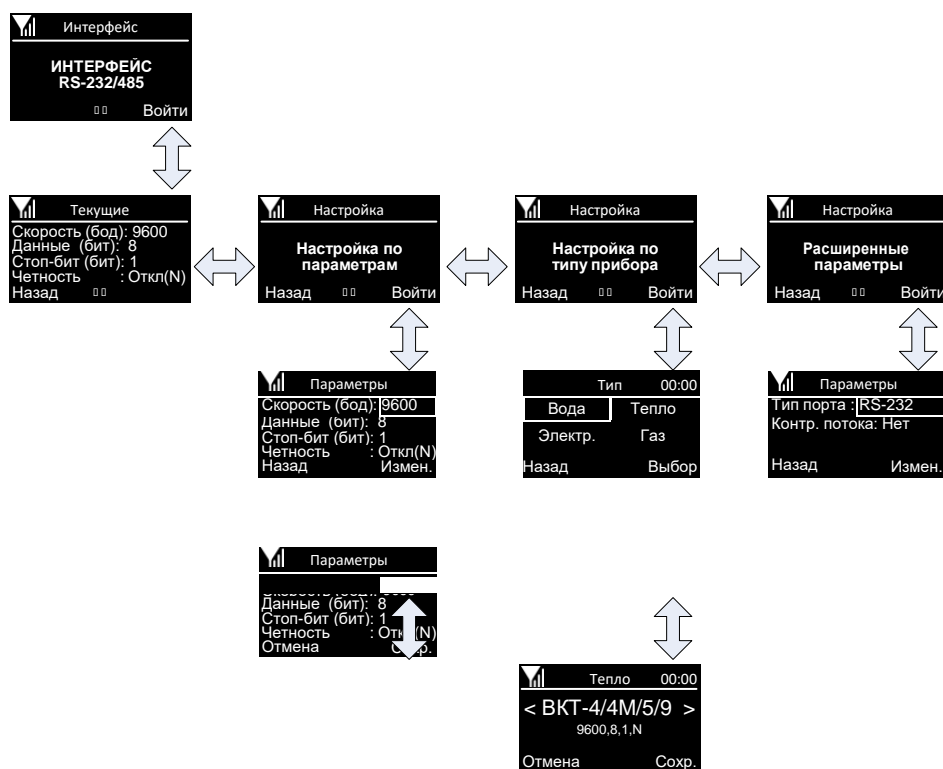 Интерфейс
ИНТЕРФЕЙС
RS-232/485
Войти
Текущие
Скорость (бод): 9600
Данные (бит): 8
Стоп-бит (бит): 1
Четность : Откл(N)
Назад
Настройка
Настройка по
параметрам
Назад Войти
Настройка
Настройка по
типу прибора
Назад Войти
Настройка
Расширенные
параметры
Назад Войти
Параметры
Скорость (бод): 9600
Данные (бит): 8
Стоп-бит (бит): 1
Четность : Откл(N)
Назад Измен.
Тип 00:00
Вода Тепло
Электр. Газ
Назад Выбор
Параметры
Тип порта : RS-232
Контр. потока: Нет
Назад Измен.
Параметры
Данные (бит): 8
Стоп-бит (бит): 1
Четность :
Отмена
Тепло 00:00
< ВКТ-4/4М/5/9 >
9600,8,1,N
Отмена Сохр.